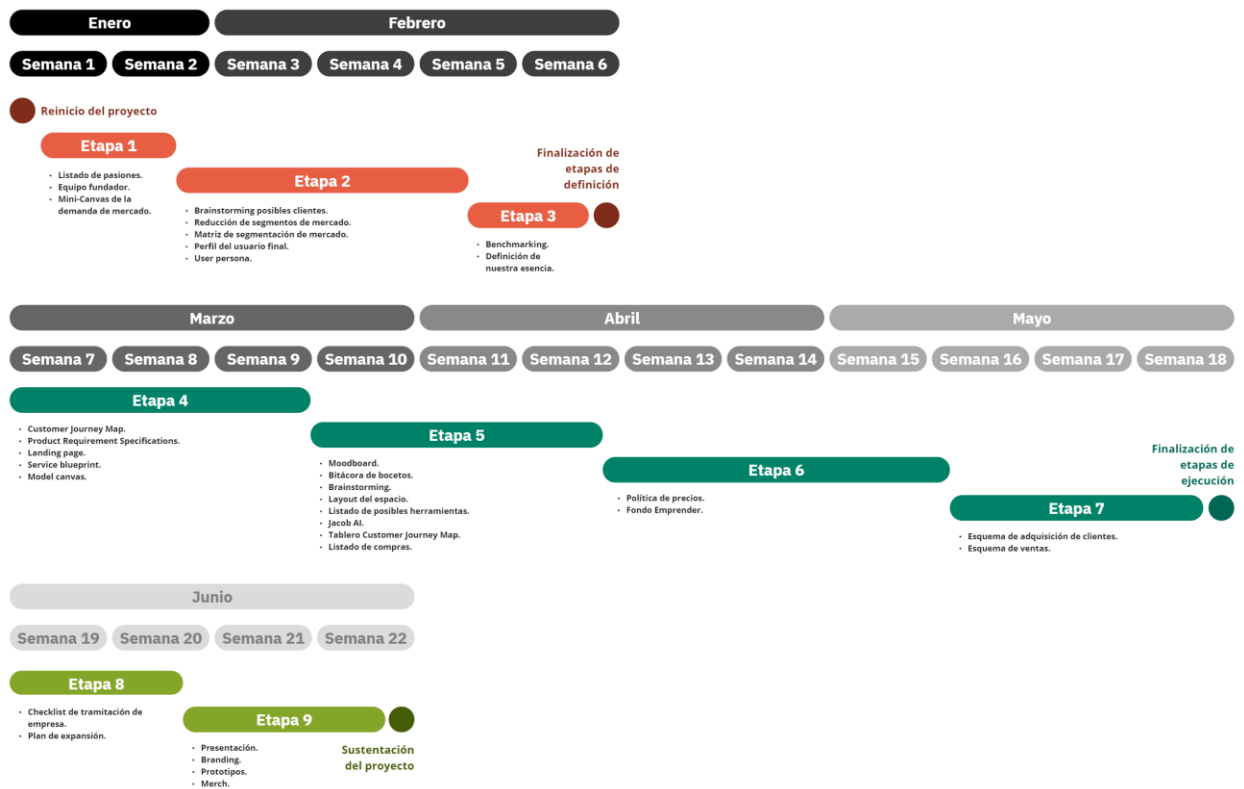 Enero
Febrero
Semana 1
Semana 2
Semana 3
Semana 4
Semana 5
Semana 6
Reinicio del proyecto
Etapa 1
• Listado de pasiones.
• Equipo fundador.
• Mini-Canvas de la
demanda de mercado.
Etapa 2
• Brainstorming posibles clientes.
• Reducción de segmentos de mercado.
• Matriz de segmentación de mercado.
• Perfil del usuario final.
• User persona.
Finalización de
etapas de
definición
Etapa 3
• Benchmarking.
• Definición de
nuestra esencia.
Marzo
Abril
Mayo
Semana 7
Semana 8
Semana 9
Semana 10
Semana 11
Semana 12
Semana 13
Semana 14
Semana 15
Semana 16
Semana 17
Semana 18
Etapa 4
• Customer Journey Map.
• Product Requirement Specifications.
• Landing page.
• Service blueprint.
• Model canvas.
Etapa 5
• Moodboard.
• Bitácora de bocetos.
• Brainstorming.
• Layout del espacio.
• Listado de posibles herramientas.
• Jacob AI.
• Tablero Customer Journey Map.
• Listado de compras.
Etapa 6
• Política de precios.
• Fondo Emprender.
Finalización de
etapas de
ejecución
Etapa 7
• Esquema de adquisición de clientes.
• Esquema de ventas.
Junio
Semana 19
Semana 20
Semana 21
Semana 22
Etapa 8
• Checklist de tramitación de
empresa.
• Plan de expansión.
Etapa 9
• Presentación.
• Branding.
• Prototipos.
• Merch.
Sustentación
del proyecto